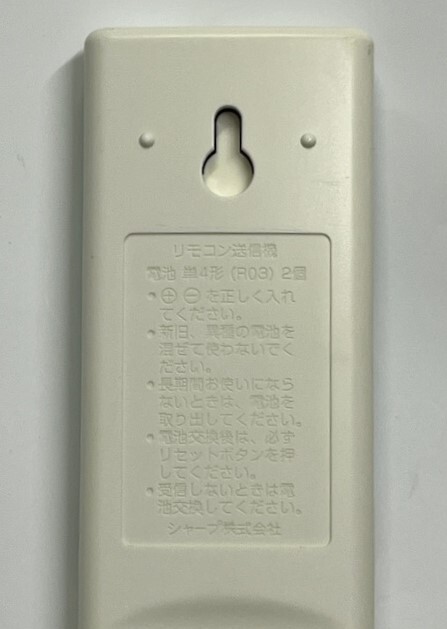 リモコン送信機
電池 単4形 (R03) 2個
•⊕⊖を正しく入れ
てください。
•新旧、異種の電池を
混ぜて使わないでく
ださい。
•長期間お使いになら
ないときは、電池を
取り出してください。
•電池交換後は、必ず
リセットボタンを押
してください。
•受信しないときは電
池交換してください。
シャープ株式会社